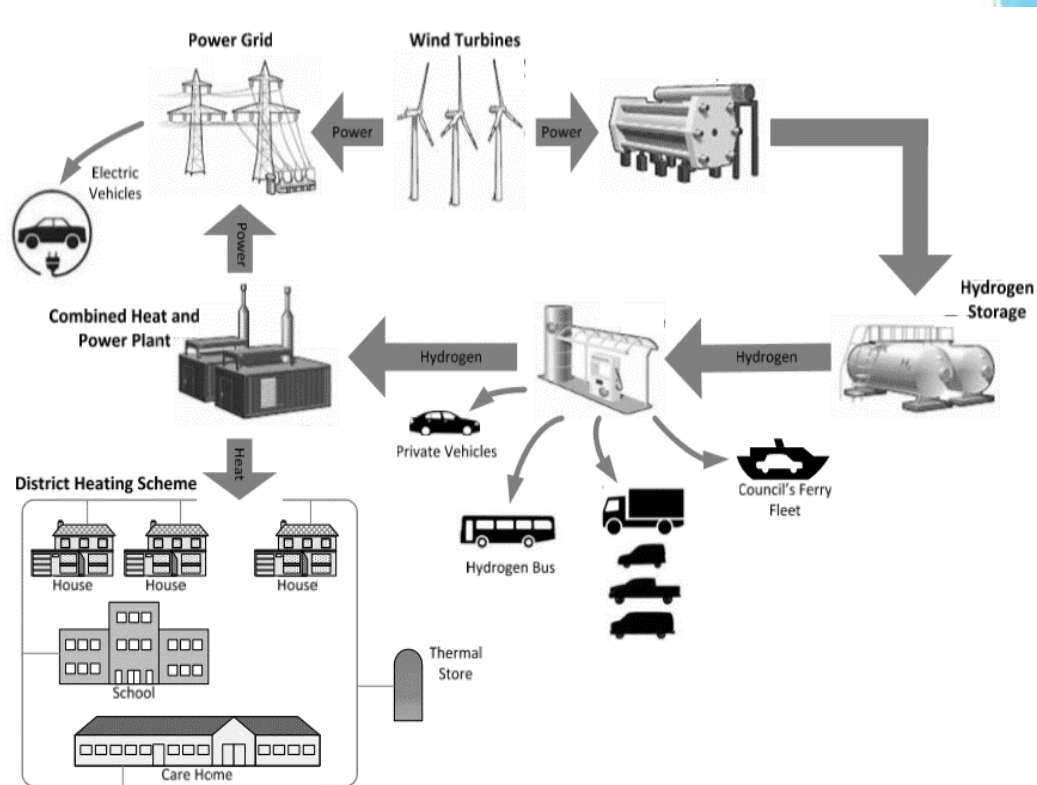 Power Grid
Wind Turbines
Power
Power
Electric
Vehicles
Power
Hydrogen
Storage
Combined Heat and
Power Plant
Hydrogen
Hydrogen
H₂
Private Vehicles
Council's Ferry
Fleet
Heat
District Heating Scheme
Hydrogen Bus
House
House
House
Thermal
Store
School
Care Home